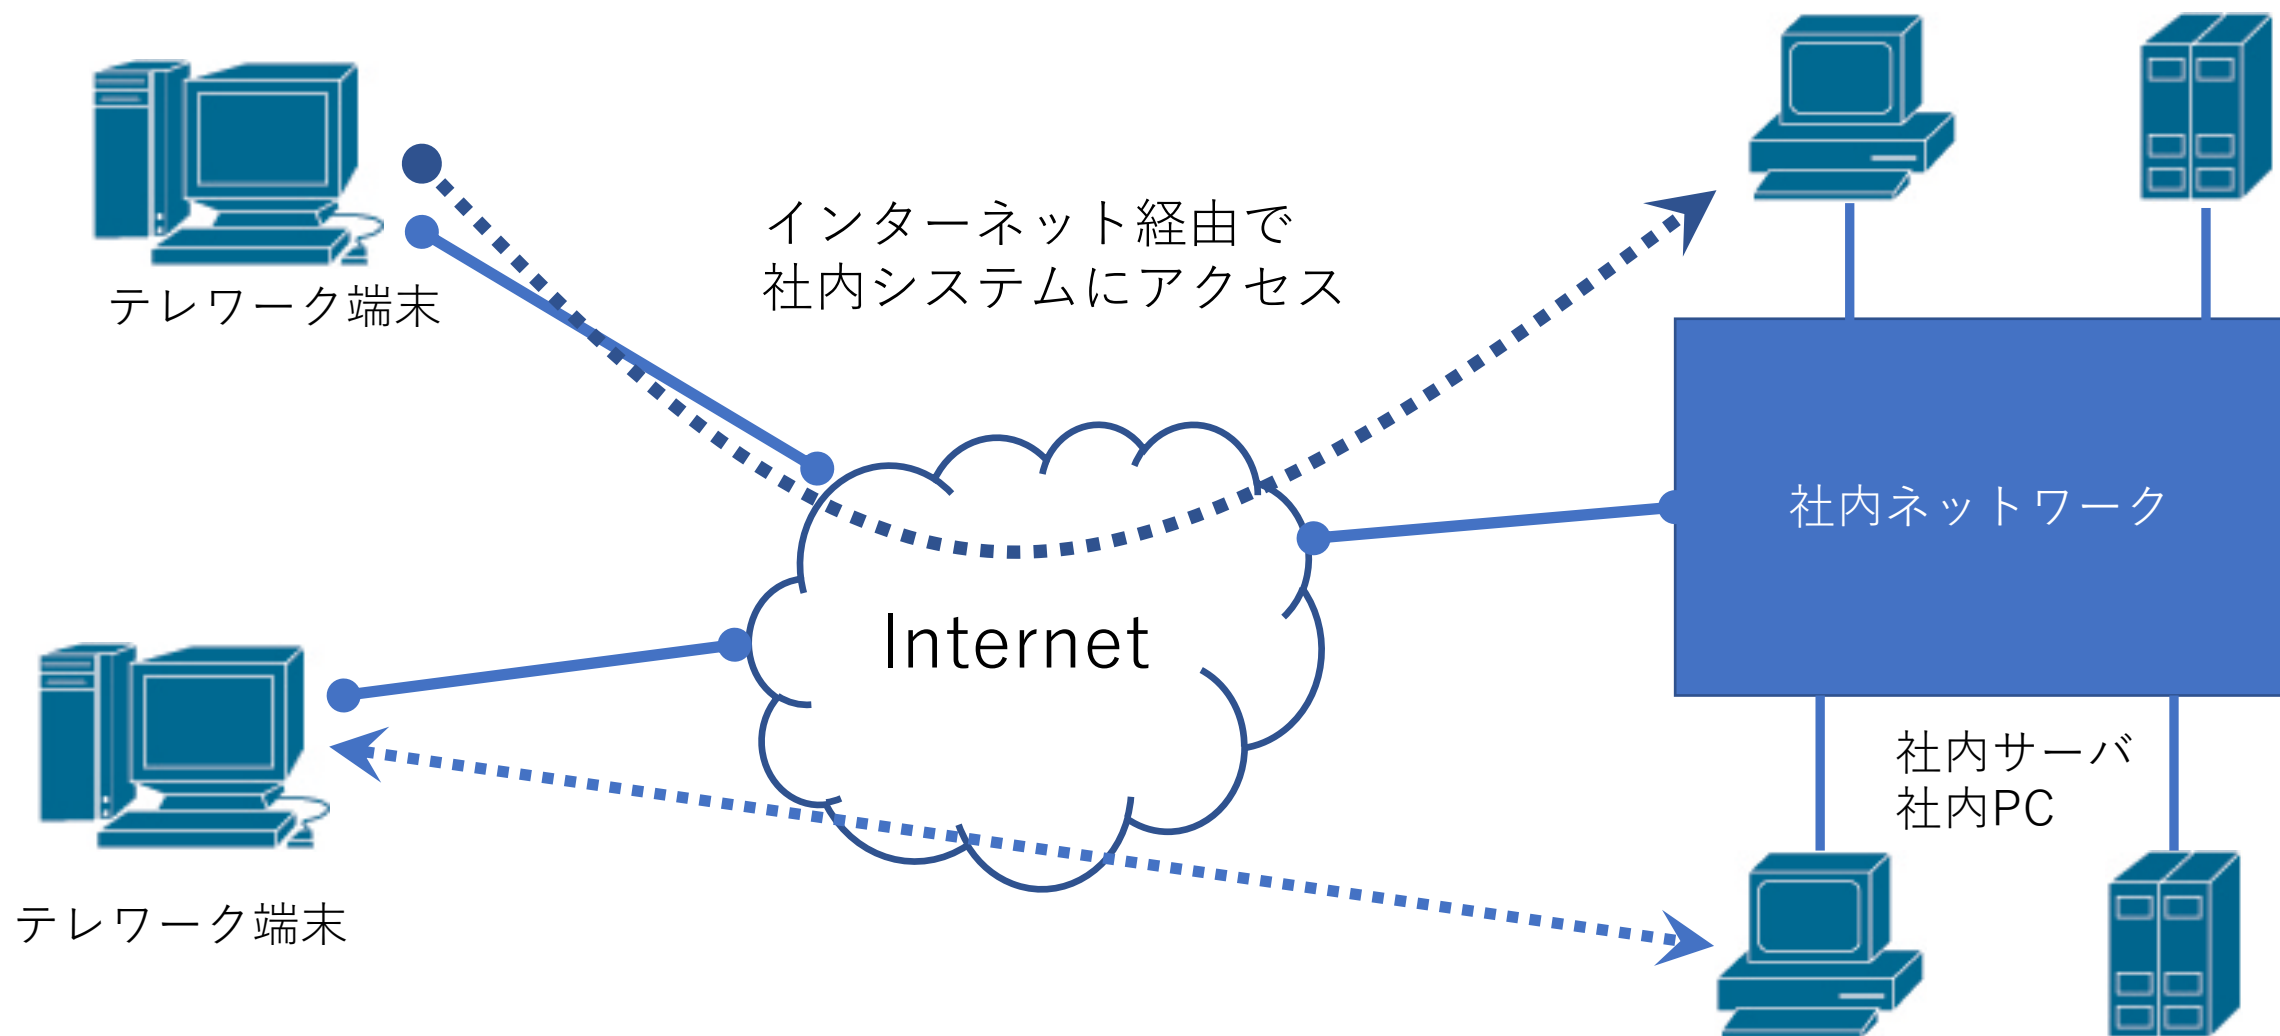 インターネット経由で
社内システムにアクセス
テレワーク端末
社内ネットワーク
Internet
社内サーバ
社内PC
テレワーク端末